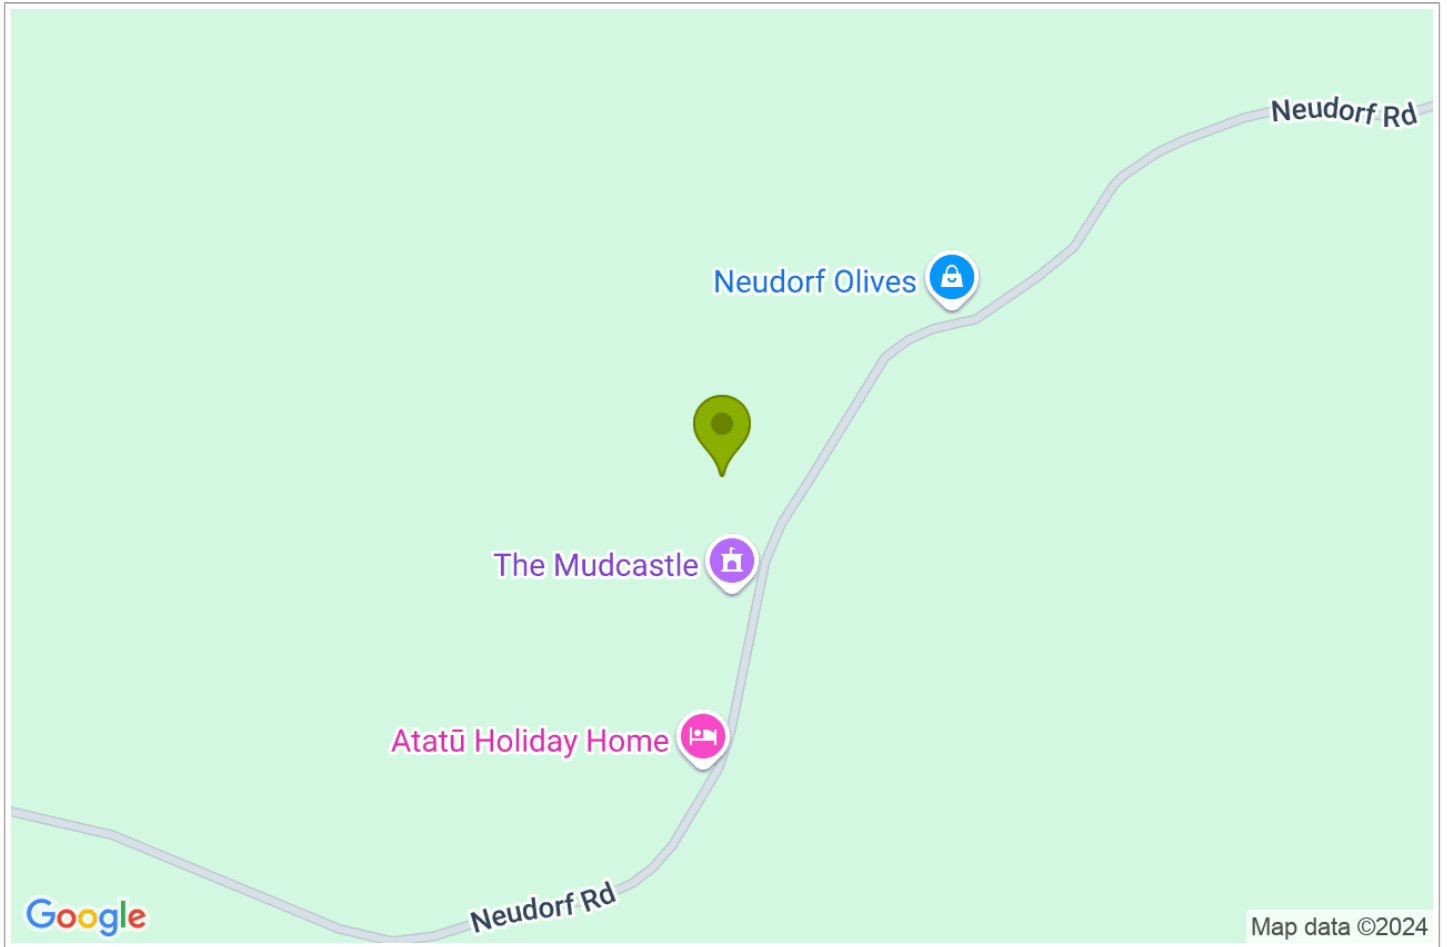 Neudorf Rd
Neudorf Olives
The Mudcastle
Atatū Holiday Home
Neudorf Rd
Google
Map data ©2024